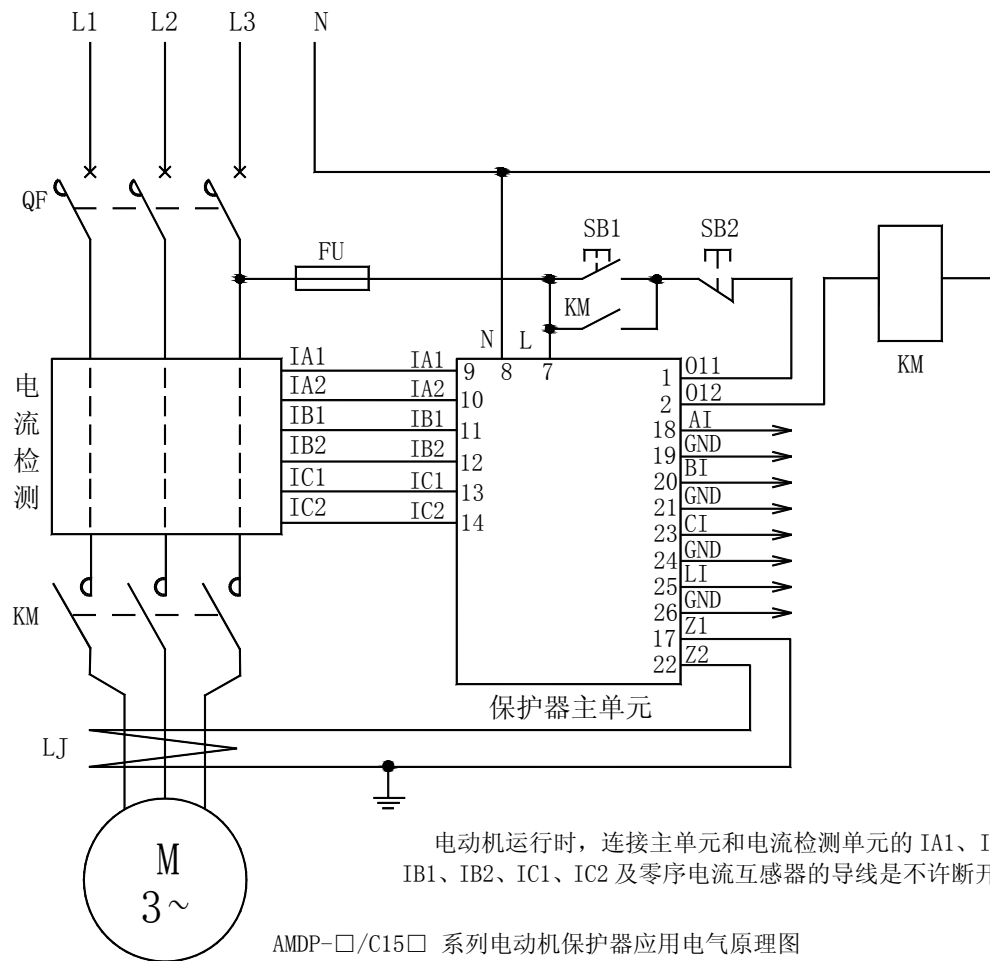 L1 L2 L3 N
QF
FU
SB1 SB2
KM
KM
N L
8 7
电流检测
IA1 IA1 9
IA2 IA2 10
IB1 IB1 11
IB2 IB2 12
IC1 IC1 13
IC2 IC2 14
1 O11
2 O12
18 AI
19 GND
20 BI
21 GND
23 CI
24 GND
25 LI
26 GND
17 Z1
22 Z2
保护器主单元
KM
LJ
M
3~
电动机运行时，连接主单元和电流检测单元的 IA1、I
IB1、IB2、IC1、IC2 及零序电流互感器的导线是不许断开
AMDP-□/C15□ 系列电动机保护器应用电气原理图